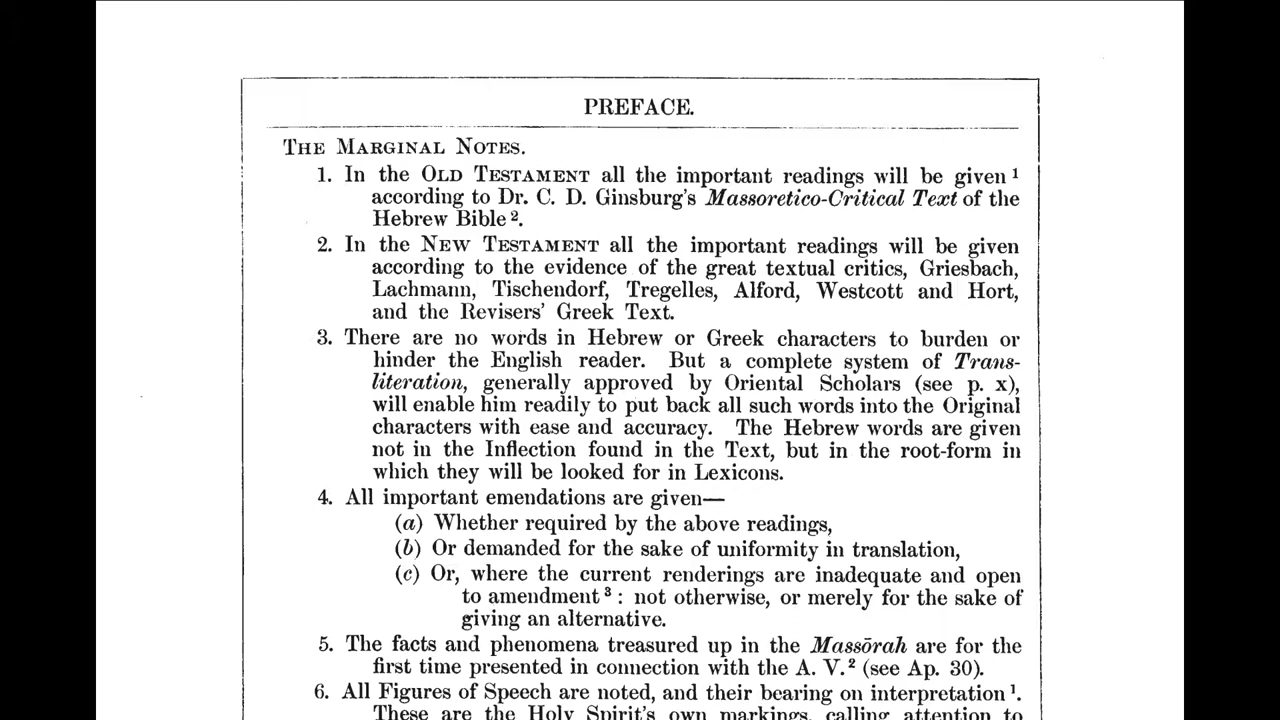 PREFACE.
THE MARGINAL NOTES.
1. In the OLD TESTAMENT all the important readings will be given ¹
according to Dr. C. D. Ginsburg's Massoretico-Critical Text of the
Hebrew Bible ².
2. In the NEW TESTAMENT all the important readings will be given
according to the evidence of the great textual critics, Griesbach,
Lachmann, Tischendorf, Tregelles, Alford, Westcott and Hort,
and the Revisers' Greek Text.
3. There are no words in Hebrew or Greek characters to burden or
hinder the English reader. But a complete system of Trans-
literation, generally approved by Oriental Scholars (see p. x),
will enable him readily to put back all such words into the Original
characters with ease and accuracy. The Hebrew words are given
not in the Inflection found in the Text, but in the root-form in
which they will be looked for in Lexicons.
4. All important emendations are given—
(a) Whether required by the above readings,
(b) Or demanded for the sake of uniformity in translation,
(c) Or, where the current renderings are inadequate and open
to amendment ³ : not otherwise, or merely for the sake of
giving an alternative.
5. The facts and phenomena treasured up in the Massōrah are for the
first time presented in connection with the A. V.² (see Ap. 30).
6. All Figures of Speech are noted, and their bearing on interpretation ¹.
These are the Holy Spirit's own markings, calling attention to